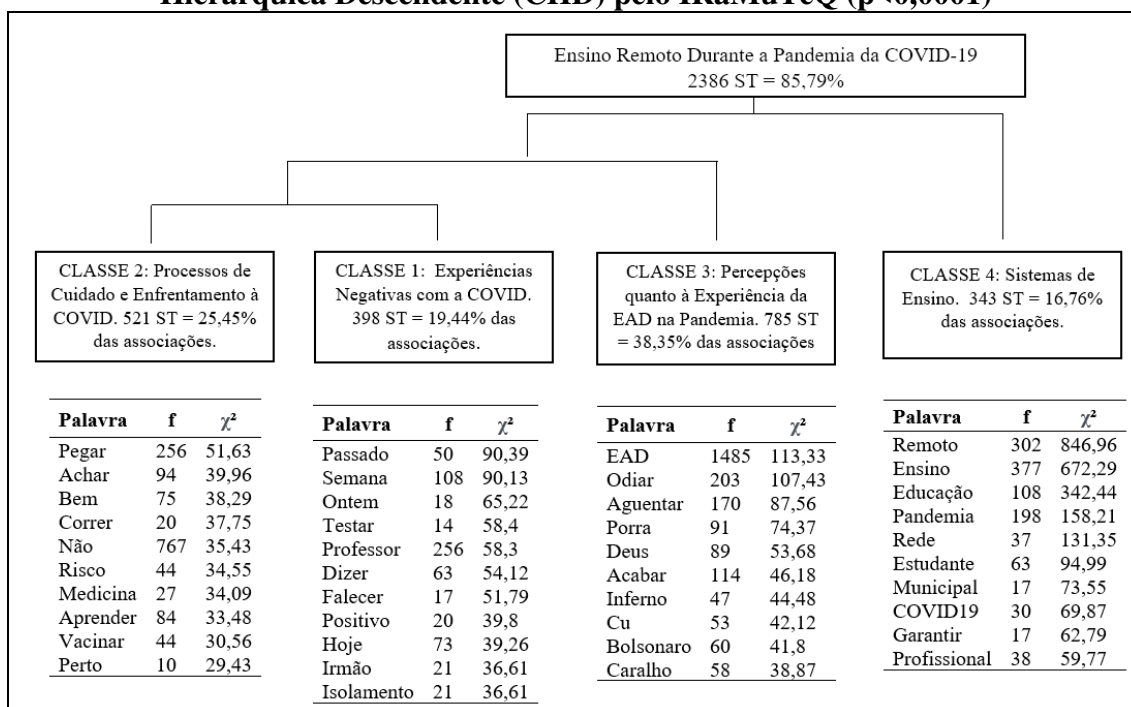 Hierárquica Descendente (CHD) pelo IRaMuTeQ (p<0,0001)
Ensino Remoto Durante a Pandemia da COVID-19
2386 ST = 85,79%
CLASSE 2: Processos de
Cuidado e Enfrentamento à
COVID. 521 ST = 25,45%
das associações.
CLASSE 1: Experiências
Negativas com a COVID.
398 ST = 19,44% das
associações.
CLASSE 3: Percepções
quanto à Experiência da
EAD na Pandemia. 785 ST
= 38,35% das associações
CLASSE 4: Sistemas de
Ensino. 343 ST = 16,76%
das associações.
Palavra f χ²
Pegar 256 51,63
Achar 94 39,96
Bem 75 38,29
Correr 20 37,75
Não 767 35,43
Risco 44 34,55
Medicina 27 34,09
Aprender 84 33,48
Vacinar 44 30,56
Perto 10 29,43
Palavra f χ²
Passado 50 90,39
Semana 108 90,13
Ontem 18 65,22
Testar 14 58,4
Professor 256 58,3
Dizer 63 54,12
Falecer 17 51,79
Positivo 20 39,8
Hoje 73 39,26
Irmão 21 36,61
Isolamento 21 36,61
Palavra f χ²
EAD 1485 113,33
Odiar 203 107,43
Aguentar 170 87,56
Porra 91 74,37
Deus 89 53,68
Acabar 114 46,18
Inferno 47 44,48
Cu 53 42,12
Bolsonaro 60 41,8
Caralho 58 38,87
Palavra f χ²
Remoto 302 846,96
Ensino 377 672,29
Educação 108 342,44
Pandemia 198 158,21
Rede 37 131,35
Estudante 63 94,99
Municipal 17 73,55
COVID19 30 69,87
Garantir 17 62,79
Profissional 38 59,77